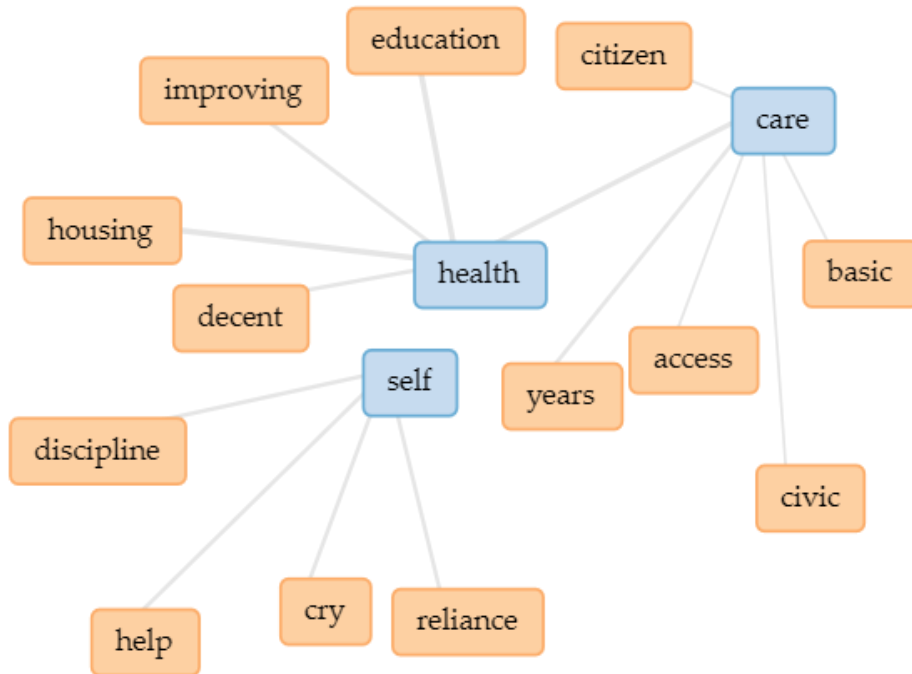 education
citizen
improving
care
housing
health
basic
decent
access
self
years
discipline
civic
cry
reliance
help